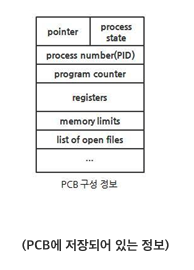 pointer process
state
process number(PID)
program counter
registers
memory limits
list of open files
...
PCB 구성 정보
(PCB에 저장되어 있는 정보)